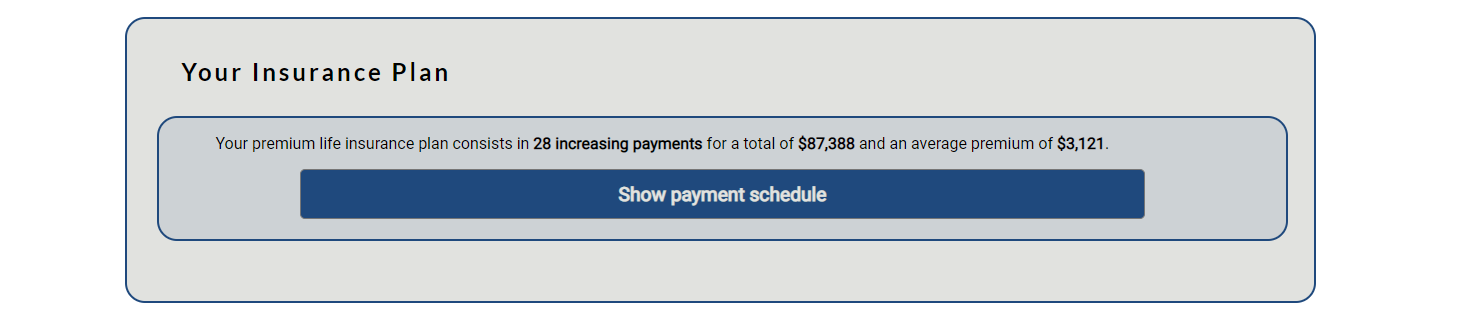 Your Insurance Plan
Your premium life insurance plan consists in 28 increasing payments for a total of $87,388 and an average premium of $3,121.
Show payment schedule